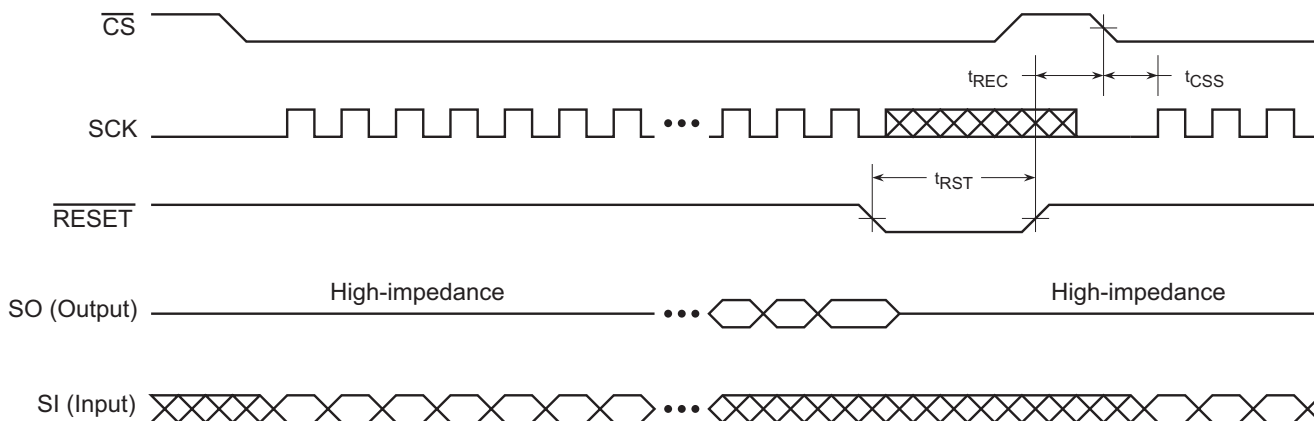 CS
tREC
tCSS
SCK
tRST
RESET
High-impedance
High-impedance
SO (Output)
SI (Input)